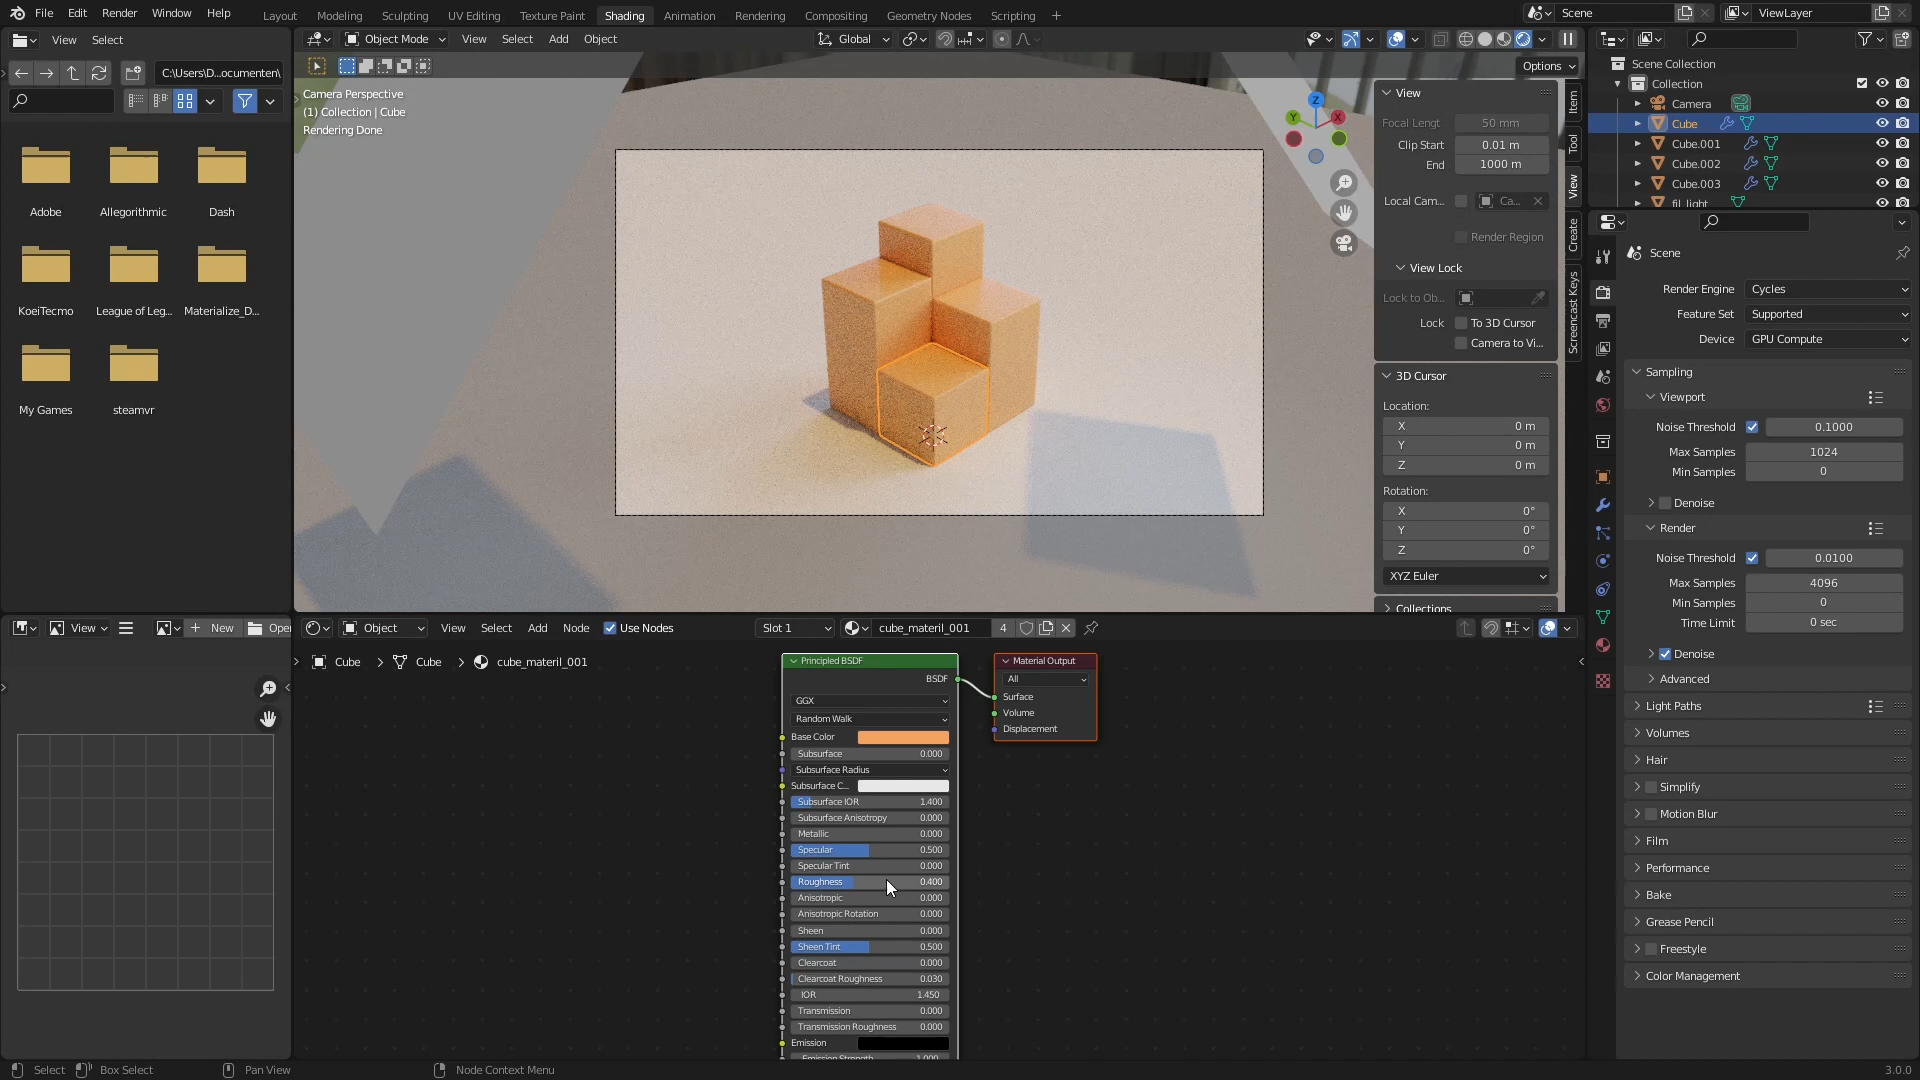 File Edit Render Window Help Layout Modeling Sculpting UV Editing Texture Paint Shading Animation Rendering Compositing Geometry Nodes Scripting + Scene ViewLayer
View Select
Object Mode View Select Add Object Global
C:\Users\D...ocumenten\
Options
Adobe Allegorithmic Dash
KoeiTecmo League of Leg... Materialize_D...
My Games steamvr
Camera Perspective
(1) Collection | Cube
Rendering Done
Z
Y
X
View
Focal Lengt 50 mm
Clip Start 0.01 m
End 1000 m
Local Cam... Ca...
Render Region
View Lock
Lock to Ob...
Lock To 3D Cursor
Camera to Vi...
3D Cursor
Location:
X 0 m
Y 0 m
Z 0 m
Rotation:
X 0°
Y 0°
Z 0°
XYZ Euler
Collections
Item
Tool
View
Create
Screencast Keys
Scene Collection
Collection
Camera
Cube
Cube.001
Cube.002
Cube.003
fill_light
Scene
Render Engine Cycles
Feature Set Supported
Device GPU Compute
Sampling
Viewport
Noise Threshold 0.1000
Max Samples 1024
Min Samples 0
Denoise
Render
Noise Threshold 0.0100
Max Samples 4096
Min Samples 0
Time Limit 0 sec
Denoise
Advanced
Light Paths
Volumes
Hair
Simplify
Motion Blur
Film
Performance
Bake
Grease Pencil
Freestyle
Color Management
View New Open
Object View Select Add Node Use Nodes Slot 1 cube_materil_001 4
Cube > Cube > cube_materil_001
Principled BSDF
BSDF
GGX
Random Walk
Base Color
Subsurface 0.000
Subsurface Radius
Subsurface C...
Subsurface IOR 1.400
Subsurface Anisotropy 0.000
Metallic 0.000
Specular 0.500
Specular Tint 0.000
Roughness 0.400
Anisotropic 0.000
Anisotropic Rotation 0.000
Sheen 0.000
Sheen Tint 0.500
Clearcoat 0.000
Clearcoat Roughness 0.030
IOR 1.450
Transmission 0.000
Transmission Roughness 0.000
Emission
Emission Strength 1.000
Material Output
All
Surface
Volume
Displacement
Select Box Select Pan View Node Context Menu 3.0.0